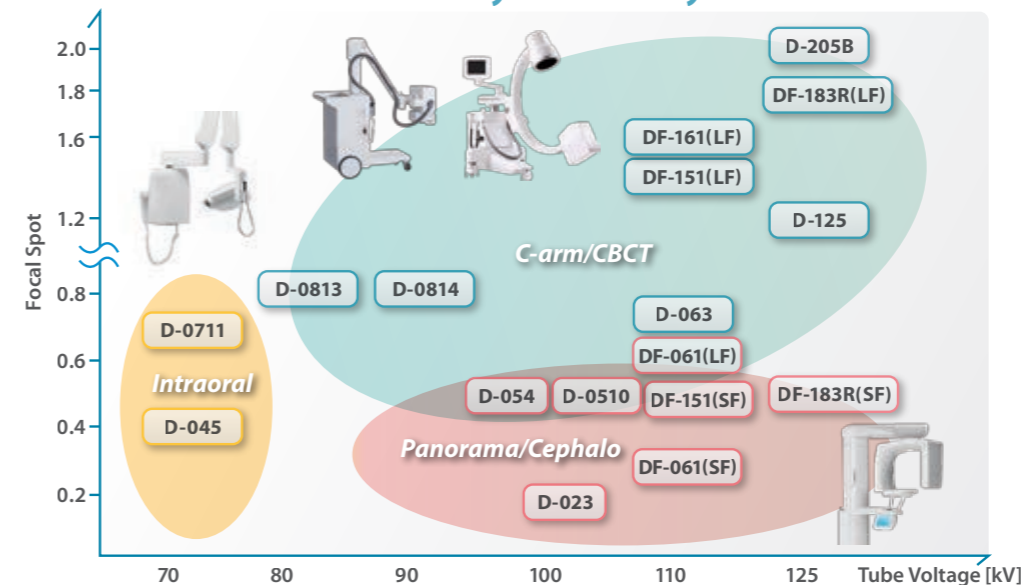 2.0
D-205B
1.8
DF-183R(LF)
1.6
DF-161(LF)
DF-151(LF)
1.2
D-125
Focal Spot
C-arm/CBCT
0.8
D-0813
D-0814
D-063
D-0711
0.6
DF-061(LF)
Intraoral
D-054
D-0510
DF-151(SF)
DF-183R(SF)
0.4
D-045
Panorama/Cephalo
DF-061(SF)
0.2
D-023
70
80
90
100
110
125
Tube Voltage [kV]